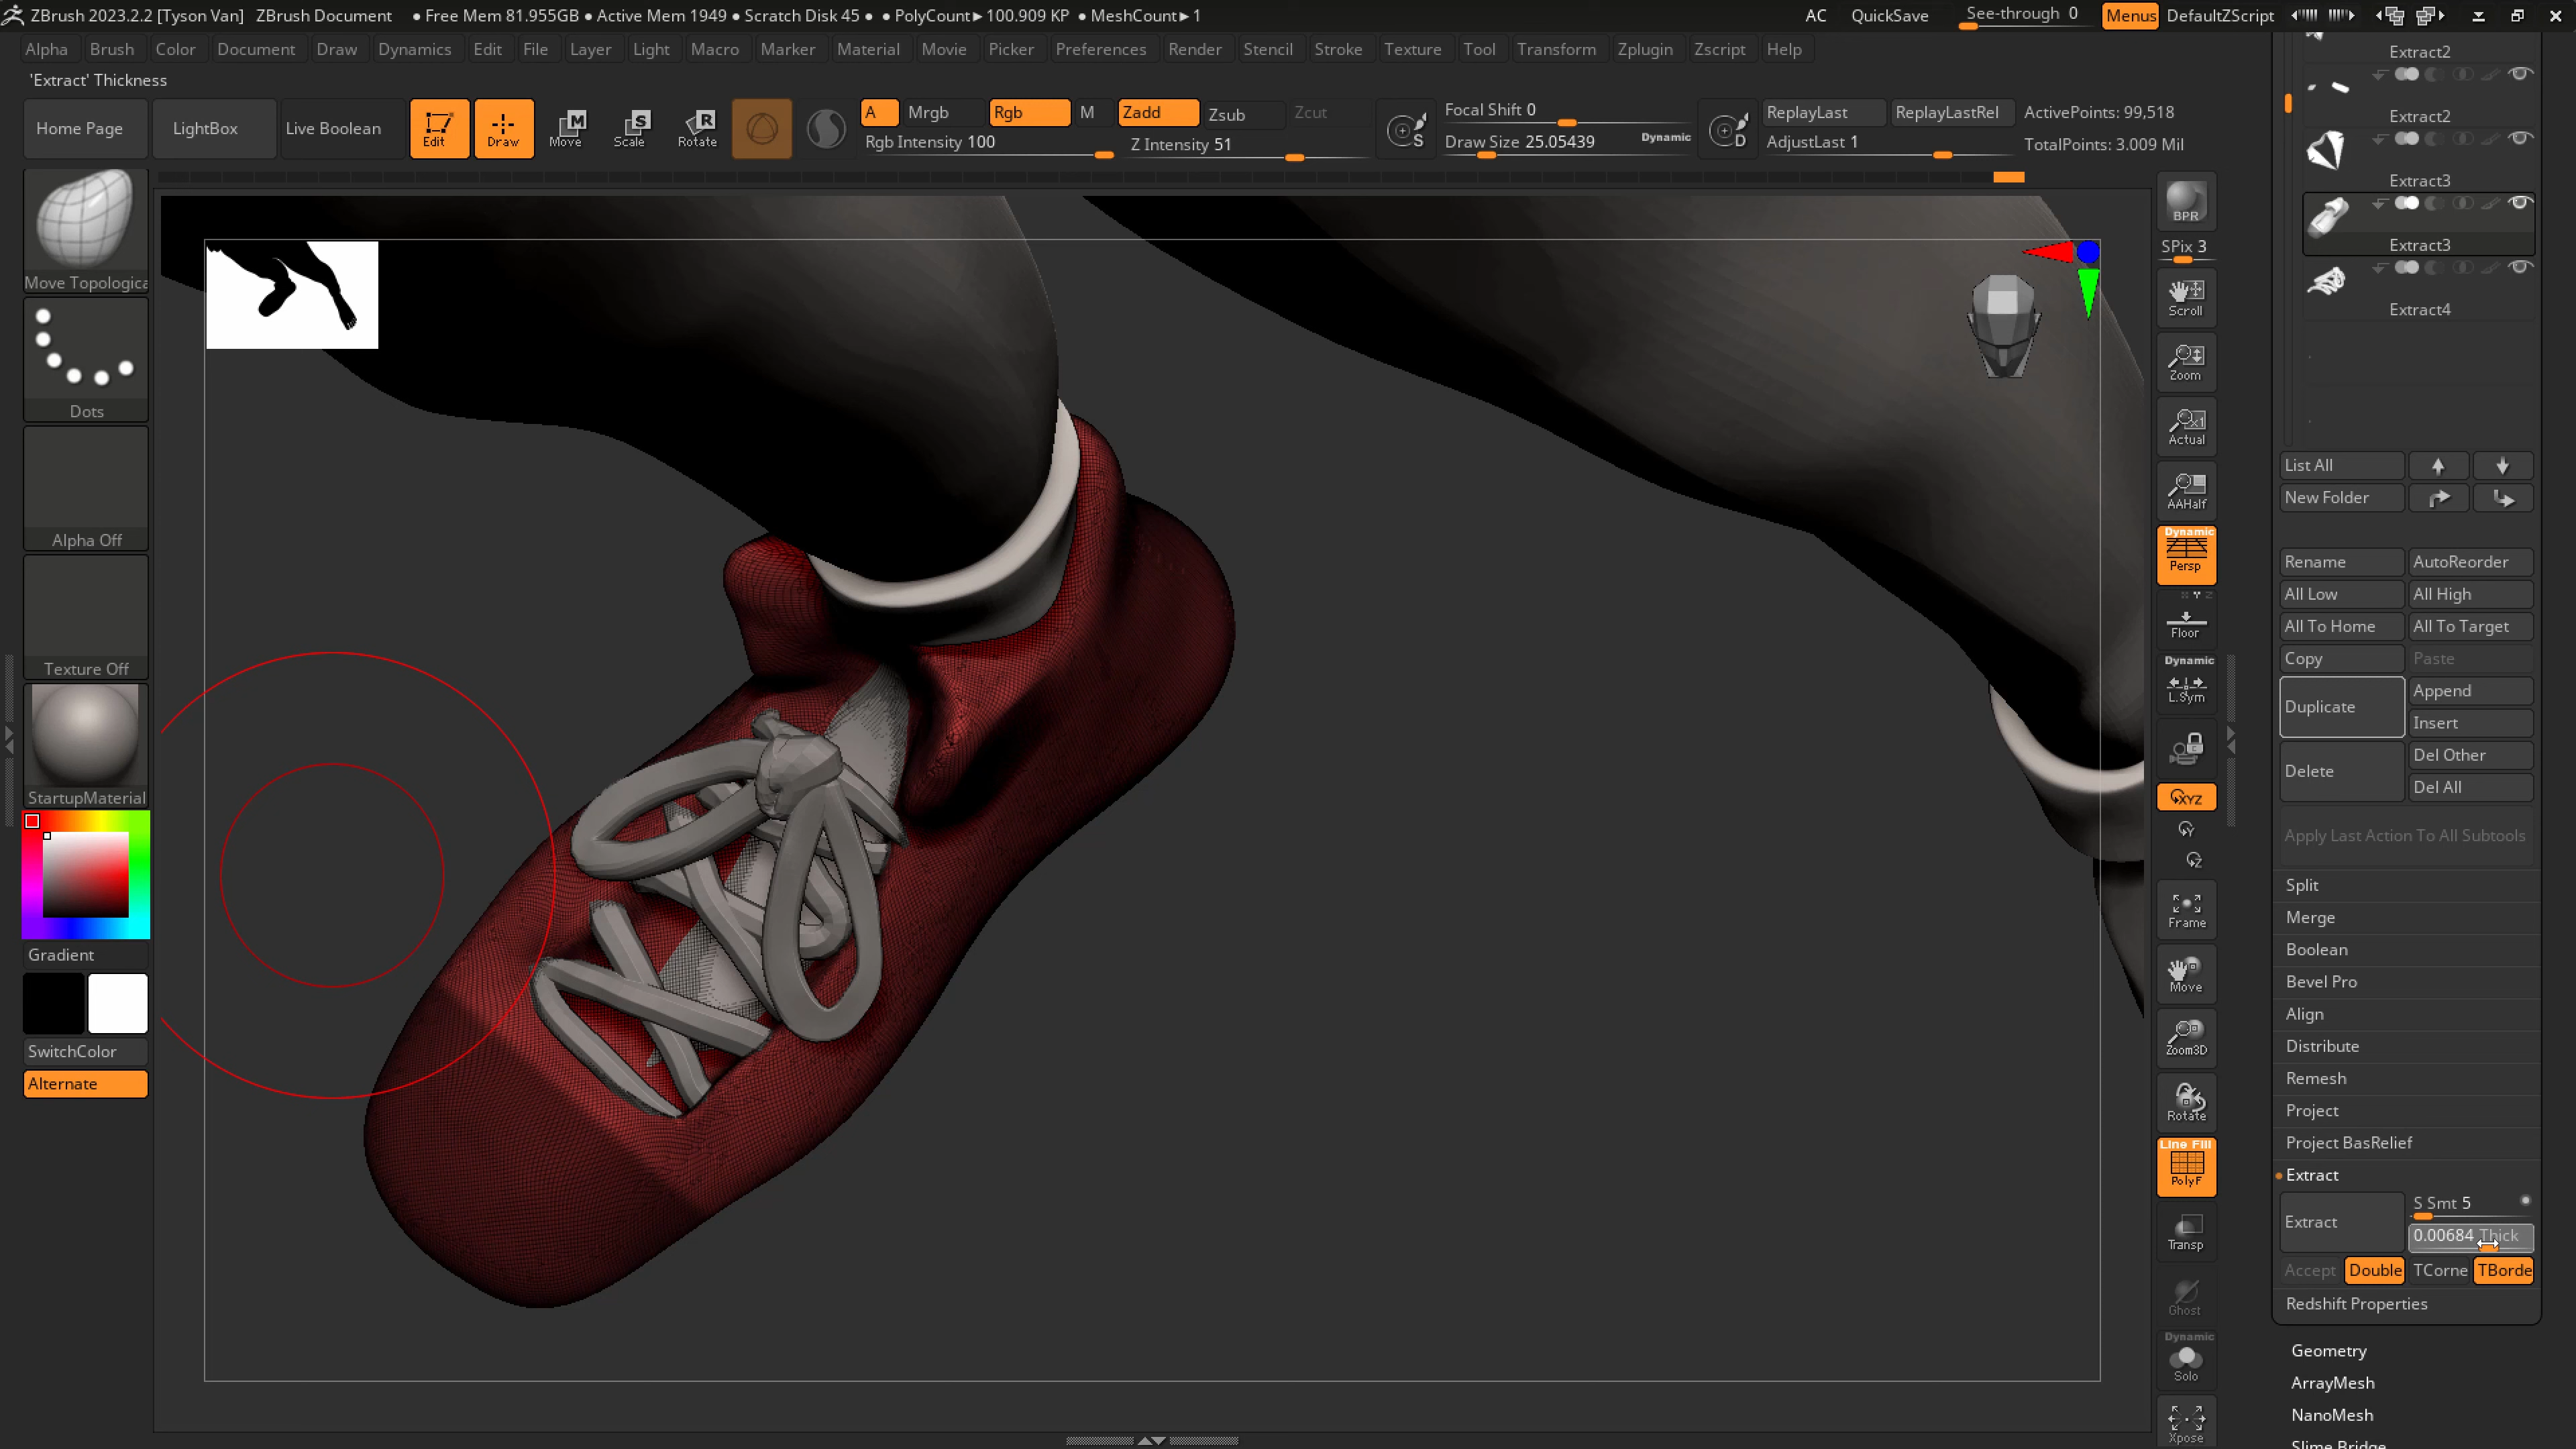 ZBrush 2023.2.2 [Tyson Van] ZBrush Document ● Free Mem 81.955GB ● Active Mem 1949 ● Scratch Disk 45 ● ● PolyCount► 100.909 KP ● MeshCount► 1 AC QuickSave See-through 0 Menus DefaultZScript
Alpha Brush Color Document Draw Dynamics Edit File Layer Light Macro Marker Material Movie Picker Preferences Render Stencil Stroke Texture Tool Transform Zplugin Zscript Help
'Extract' Thickness
Home Page LightBox Live Boolean Edit Draw Move Scale Rotate
A Mrgb Rgb M Zadd Zsub Zcut
Rgb Intensity 100 Z Intensity 51
Focal Shift 0
Draw Size 25.05439 Dynamic
ReplayLast ReplayLastRel ActivePoints: 99,518
AdjustLast 1 TotalPoints: 3.009 Mil
Move Topologica
Dots
Alpha Off
Texture Off
StartupMaterial
Gradient
SwitchColor
Alternate
BPR
SPix 3
Scroll
Zoom
Actual
AAHalf
Dynamic
Persp
Floor
Dynamic
L.Sym
XYZ
Y
Z
Frame
Move
Zoom3D
Rotate
Line Fill
PolyF
Transp
Ghost
Dynamic
Solo
Xpose
Extract2
Extract2
Extract3
Extract3
Extract4
List All
New Folder
Rename AutoReorder
All Low All High
All To Home All To Target
Copy Paste
Duplicate Append
Insert
Delete Del Other
Del All
Apply Last Action To All Subtools
Split
Merge
Boolean
Bevel Pro
Align
Distribute
Remesh
Project
Project BasRelief
Extract
Extract S Smt 5
0.00684 Thick
Accept Double TCorne TBorde
Redshift Properties
Geometry
ArrayMesh
NanoMesh
Slime Bridge